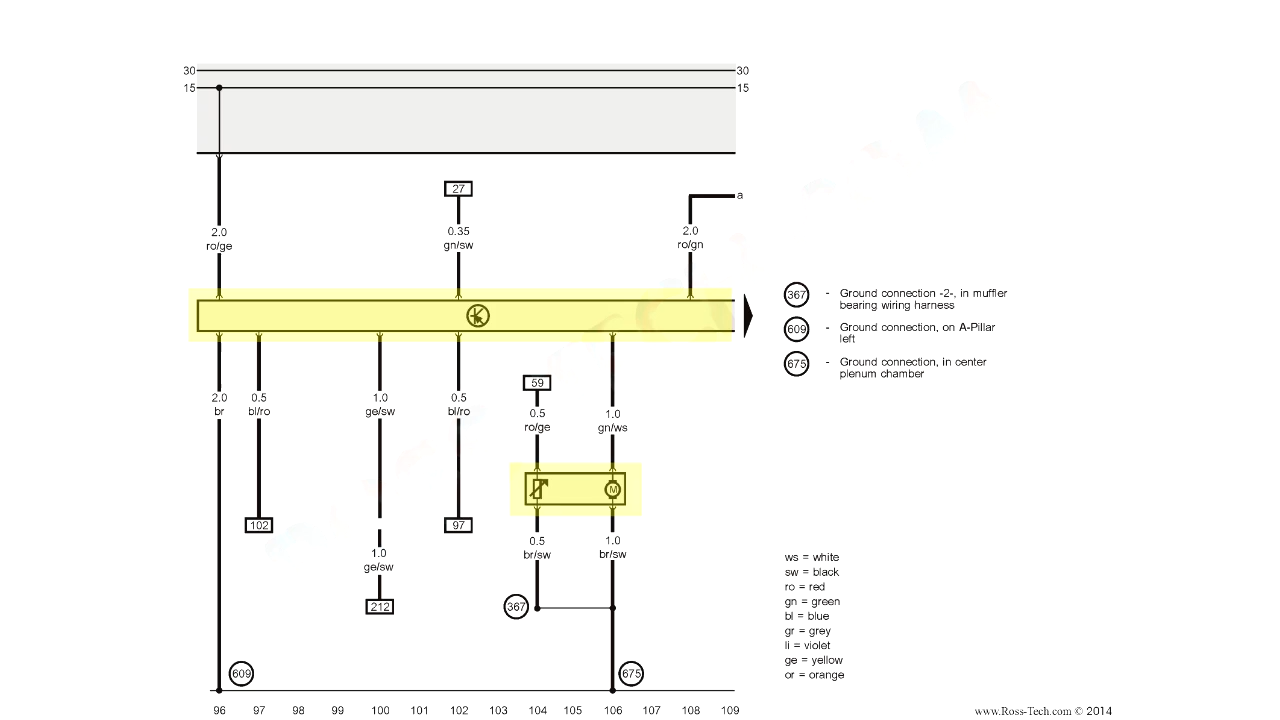 30 30
15 15
27
a
2.0 0.35 2.0
ro/ge gn/sw ro/gn
367 - Ground connection -2-, in muffler
bearing wiring harness
609 - Ground connection, on A-Pillar
left
675 - Ground connection, in center
plenum chamber
59
2.0 0.5 1.0 0.5 0.5 1.0
br bl/ro ge/sw bl/ro ro/ge gn/ws
M
102 97
0.5 1.0
br/sw br/sw
1.0
ge/sw
212 367
ws = white
sw = black
ro = red
gn = green
bl = blue
gr = grey
li = violet
ge = yellow
or = orange
609 675
96 97 98 99 100 101 102 103 104 105 106 107 108 109
www.Ross-Tech.com © 2014